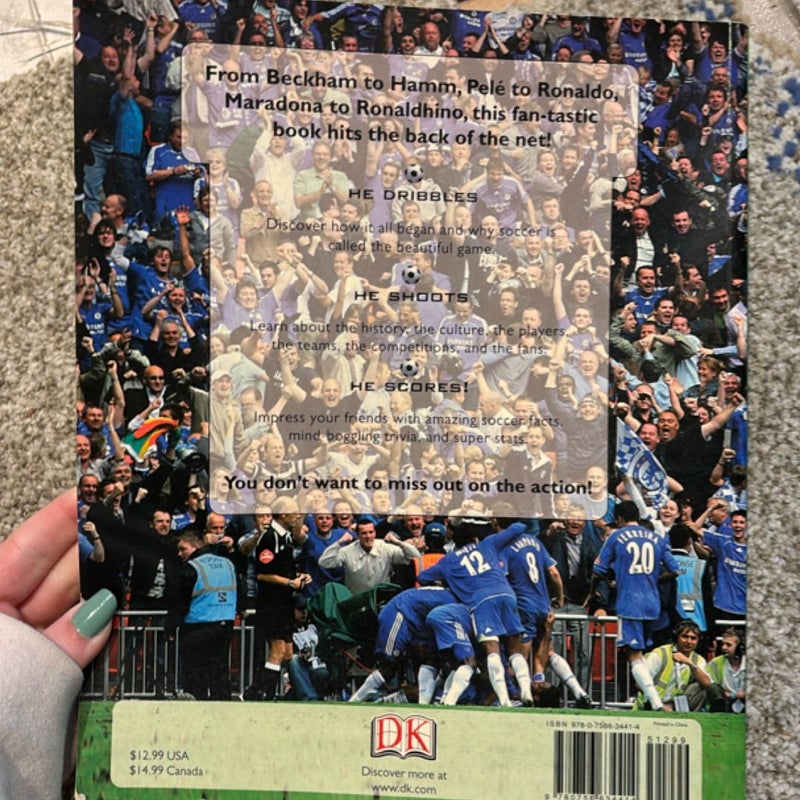 From Beckham to Hamm, Pelé to Ronaldo,
Maradona to Ronaldhino, this fan-tastic
book hits the back of the net!
HE DRIBBLES
Discover how it all began and why soccer is
called the beautiful game.
HE SHOOTS
Learn about the history, the culture, the players,
the teams, the competitions, and the fans.
HE SCORES!
Impress your friends with amazing soccer facts,
mind boggling trivia, and super stats.
You don't want to miss out on the action!
12
8
FERREIRA
20
$12.99 USA
$14.99 Canada
DK
Discover more at
www.dk.com
ISBN 978-0-7566-3441-4
Printed in China
51299